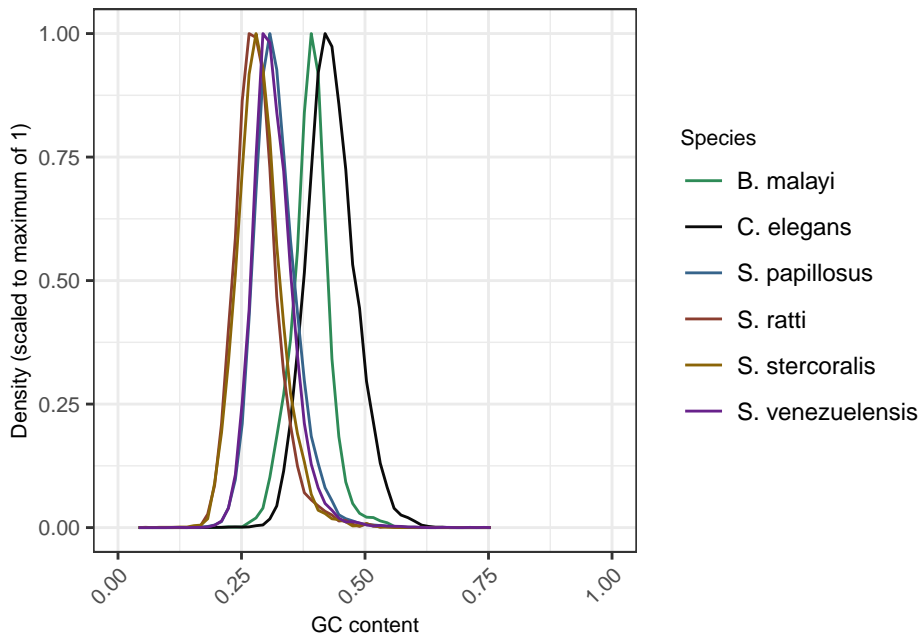 1.00
0.75
0.50
0.25
0.00
Density (scaled to maximum of 1)
0.00
0.25
0.50
0.75
1.00
GC content
Species
B. malayi
C. elegans
S. papillosus
S. ratti
S. stercoralis
S. venezuelensis